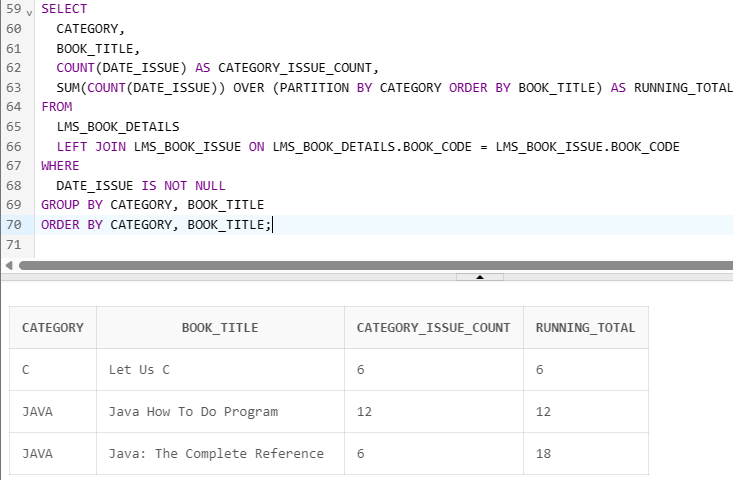 59 SELECT
60 CATEGORY,
61 BOOK_TITLE,
62 COUNT(DATE_ISSUE) AS CATEGORY_ISSUE_COUNT,
63 SUM(COUNT(DATE_ISSUE)) OVER (PARTITION BY CATEGORY ORDER BY BOOK_TITLE) AS RUNNING_TOTAL
64 FROM
65 LMS_BOOK_DETAILS
66 LEFT JOIN LMS_BOOK_ISSUE ON LMS_BOOK_DETAILS.BOOK_CODE = LMS_BOOK_ISSUE.BOOK_CODE
67 WHERE
68 DATE_ISSUE IS NOT NULL
69 GROUP BY CATEGORY, BOOK_TITLE
70 ORDER BY CATEGORY, BOOK_TITLE;
71
CATEGORY BOOK_TITLE CATEGORY_ISSUE_COUNT RUNNING_TOTAL
C Let Us C 6 6
JAVA Java How To Do Program 12 12
JAVA Java: The Complete Reference 6 18